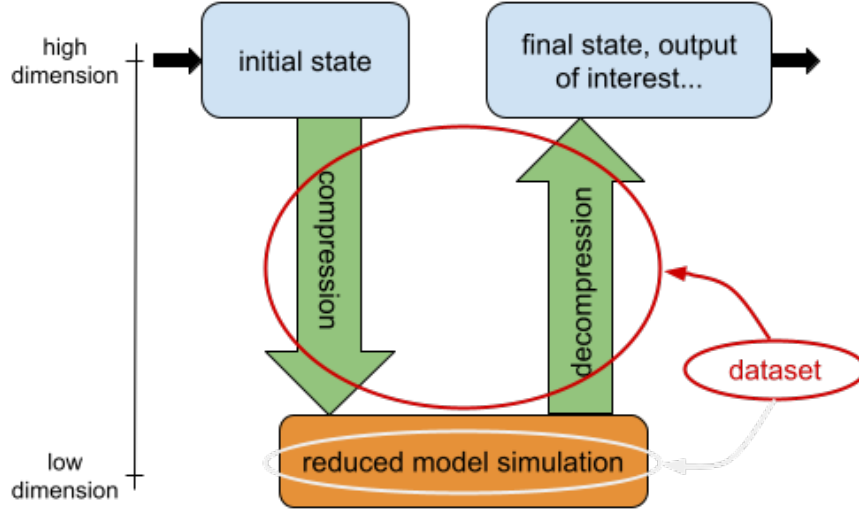 high
dimension
initial state
final state, output
of interest...
compression
decompression
dataset
low
dimension
reduced model simulation